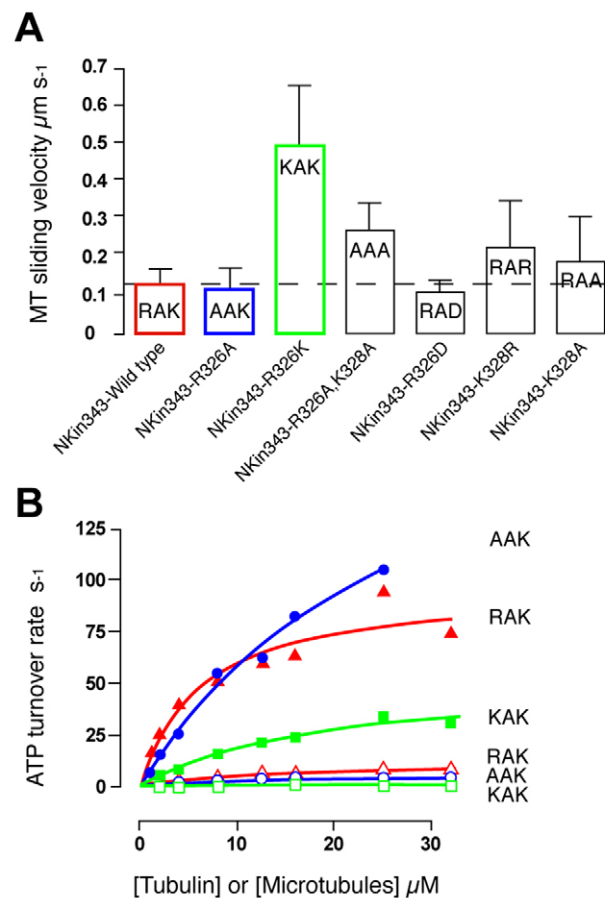 A
MT sliding velocity µm s-1
0.7
0.6
0.5
0.4
0.3
0.2
0.1
0
RAK
AAK
KAK
AAA
RAD
RAR
RAA
NKin343-Wild type
NKin343-R326A
NKin343-R326K
NKin343-R326A,K328A
NKin343-R326D
NKin343-K328R
NKin343-K328A
B
ATP turnover rate s-1
125
100
75
50
25
0
AAK
RAK
KAK
RAK
AAK
KAK
0 10 20 30
[Tubulin] or [Microtubules] µM